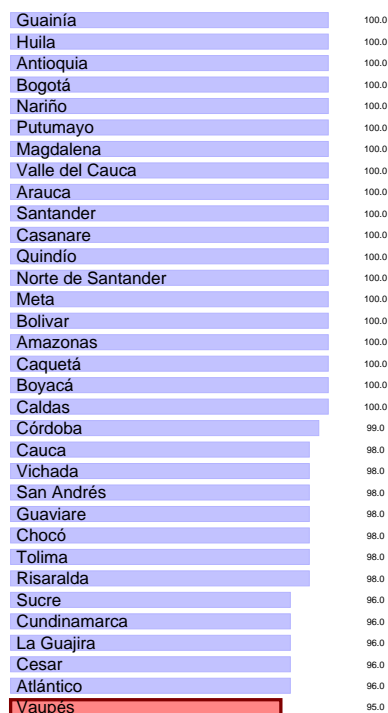 Guainía 100.0
Huila 100.0
Antioquia 100.0
Bogotá 100.0
Nariño 100.0
Putumayo 100.0
Magdalena 100.0
Valle del Cauca 100.0
Arauca 100.0
Santander 100.0
Casanare 100.0
Quindío 100.0
Norte de Santander 100.0
Meta 100.0
Bolivar 100.0
Amazonas 100.0
Caquetá 100.0
Boyacá 100.0
Caldas 100.0
Córdoba 99.0
Cauca 98.0
Vichada 98.0
San Andrés 98.0
Guaviare 98.0
Chocó 98.0
Tolima 98.0
Risaralda 98.0
Sucre 96.0
Cundinamarca 96.0
La Guajira 96.0
Cesar 96.0
Atlántico 96.0
Vaupés 95.0